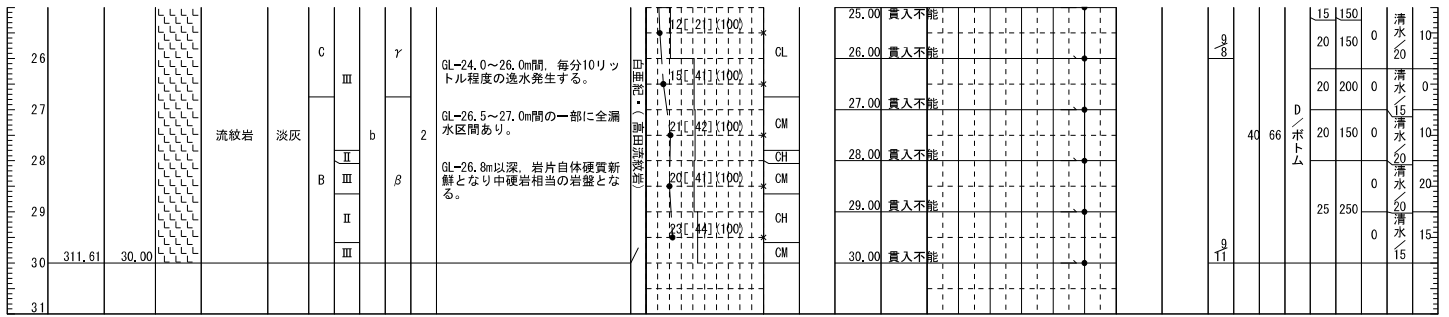 26
27
28
29
30
31
311.61
30.00
流紋岩
淡灰
C
B
Ⅲ
Ⅱ
Ⅲ
Ⅱ
Ⅲ
b
γ
β
2
GL-24.0～26.0m間，毎分10リッ
トル程度の逸水発生する。
GL-26.5～27.0m間の一部に全漏
水区間あり。
GL-26.8m以深，岩片自体硬質新
鮮となり中硬岩相当の岩盤とな
る。
白亜紀・(高田流紋岩)
12[ 21](100)
15[ 41](100)
21[ 42](100)
20[ 41](100)
23[ 44](100)
CL
CM
CH
CM
CH
CM
25.00 貫入不能
26.00 貫入不能
27.00 貫入不能
28.00 貫入不能
29.00 貫入不能
30.00 貫入不能
9/8
9/11
40
66
D/ボトム
15 150
20 150
20 200
20 150
25 250
0
0
0
0
0
清水/20
清水/15
清水/20
清水/20
清水/15
10
0
10
20
15